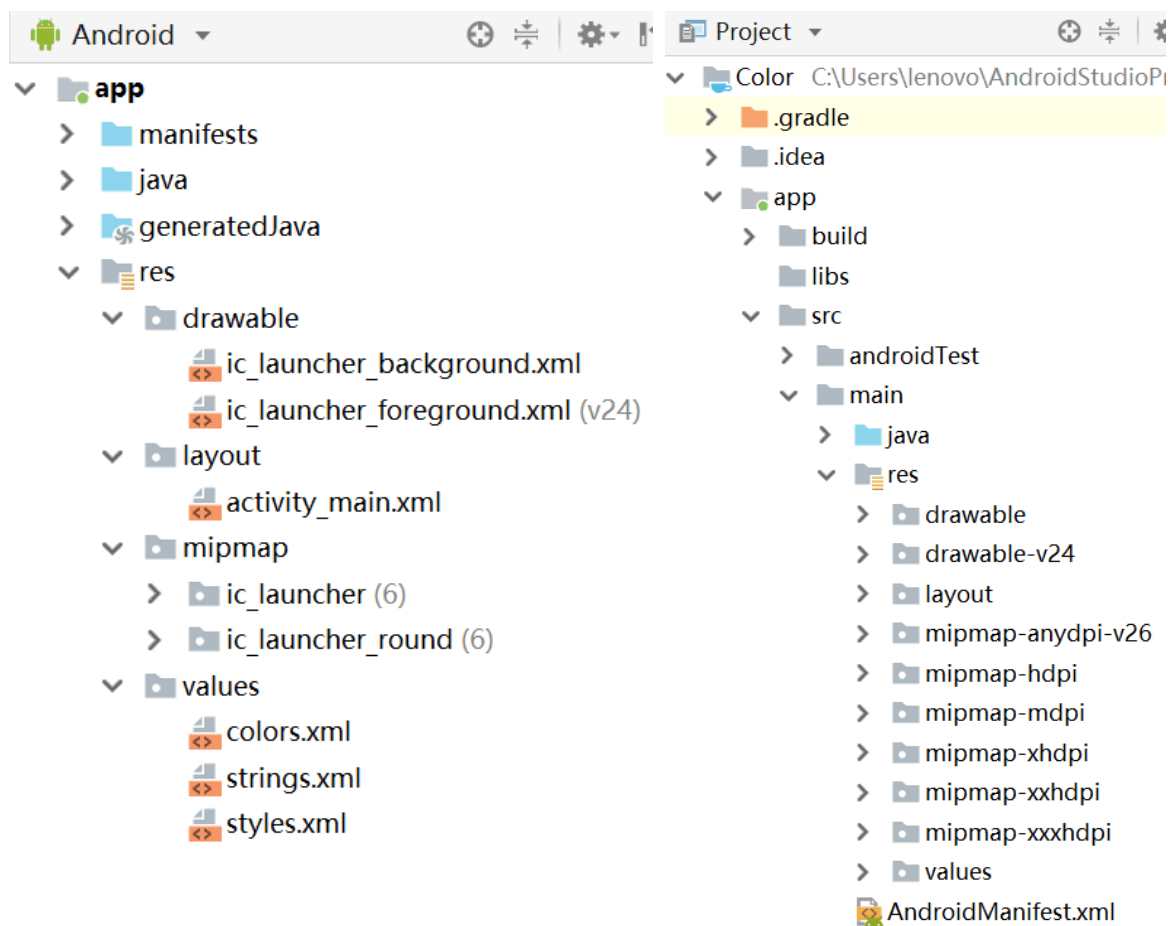 Android
app
manifests
java
generatedJava
res
drawable
ic_launcher_background.xml
ic_launcher_foreground.xml (v24)
layout
activity_main.xml
mipmap
ic_launcher (6)
ic_launcher_round (6)
values
colors.xml
strings.xml
styles.xml
Project
Color C:\Users\lenovo\AndroidStudioPr
.gradle
.idea
app
build
libs
src
androidTest
main
java
res
drawable
drawable-v24
layout
mipmap-anydpi-v26
mipmap-hdpi
mipmap-mdpi
mipmap-xhdpi
mipmap-xxhdpi
mipmap-xxxhdpi
values
AndroidManifest.xml